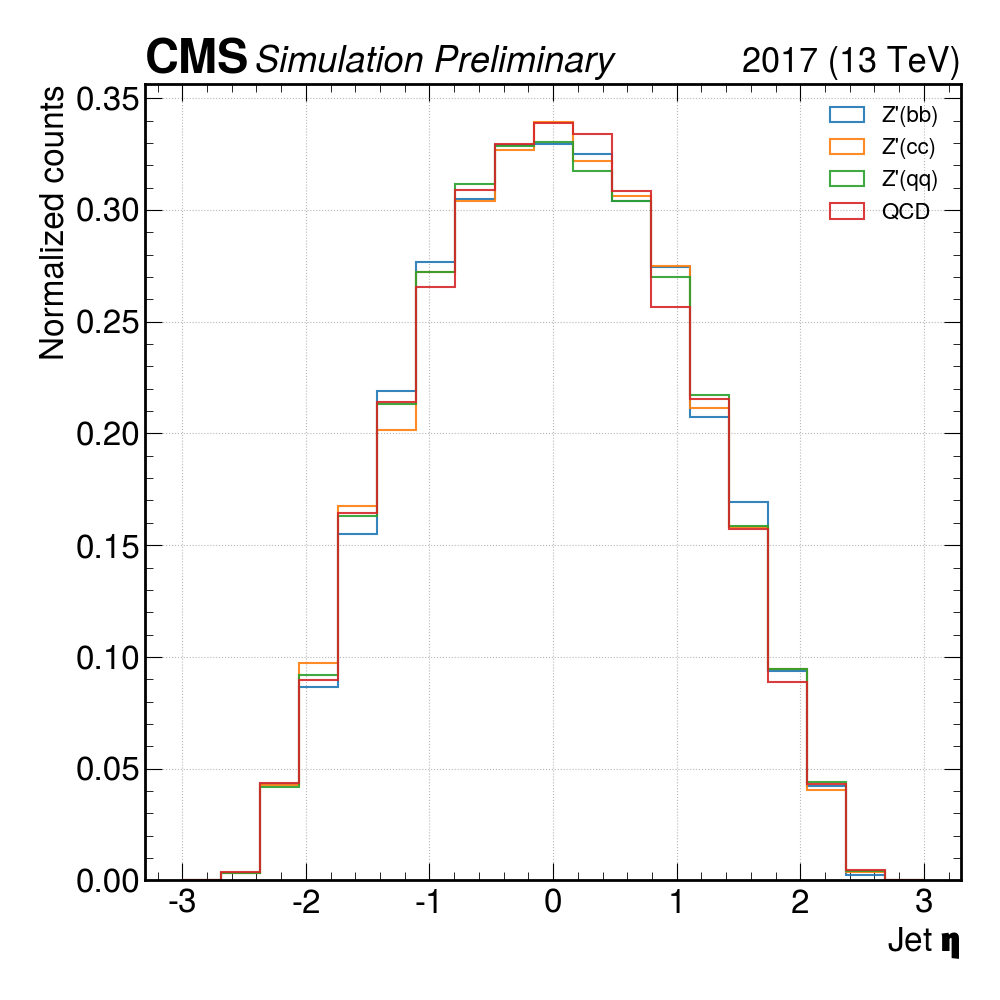 CMS Simulation Preliminary 2017 (13 TeV)
Normalized counts
0.35
0.30
0.25
0.20
0.15
0.10
0.05
0.00
Z'(bb)
Z'(cc)
Z'(qq)
QCD
-3 -2 -1 0 1 2 3
Jet η